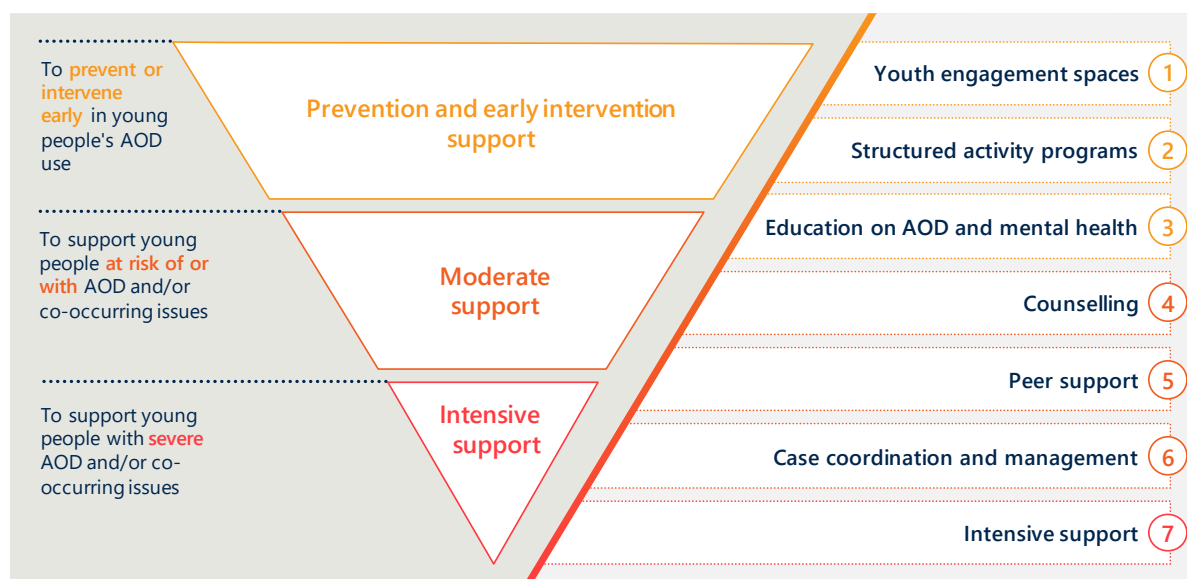 To prevent or
intervene
early in young
people's AOD
use
Prevention and early intervention
support
To support young
people at risk of or
with AOD and/or
co-occurring issues
Moderate
support
To support young
people with severe
AOD and/or co-
occurring issues
Intensive
support
Youth engagement spaces 1
Structured activity programs 2
Education on AOD and mental health 3
Counselling 4
Peer support 5
Case coordination and management 6
Intensive support 7